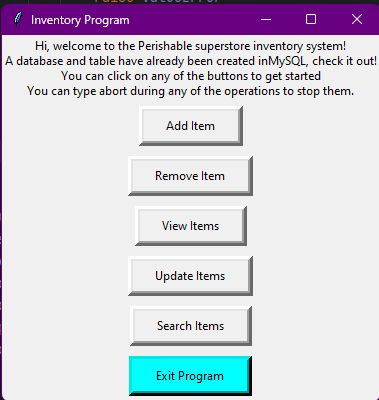 Inventory Program
Hi, welcome to the Perishable superstore inventory system!
A database and table have already been created inMySQL, check it out!
You can click on any of the buttons to get started
You can type abort during any of the operations to stop them.
Add Item
Remove Item
View Items
Update Items
Search Items
Exit Program